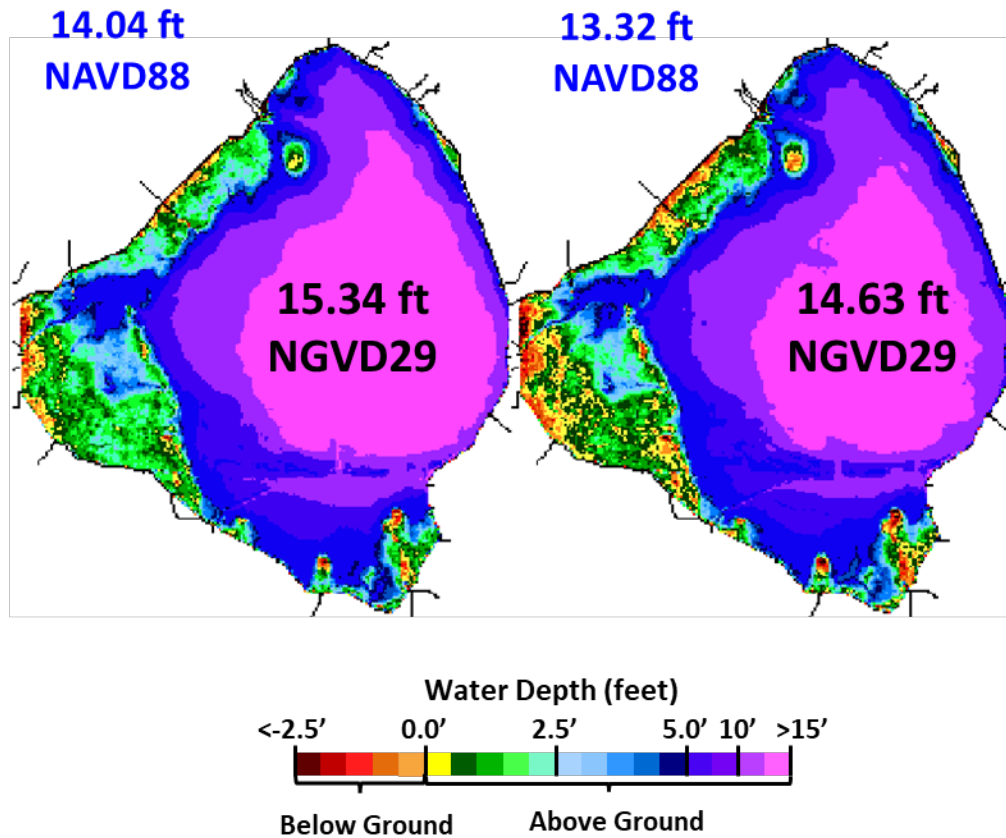 14.04 ft
NAVD88
13.32 ft
NAVD88
15.34 ft
NGVD29
14.63 ft
NGVD29
Water Depth (feet)
<-2.5’ 0.0’ 2.5’ 5.0’ 10’ >15’
Below Ground Above Ground